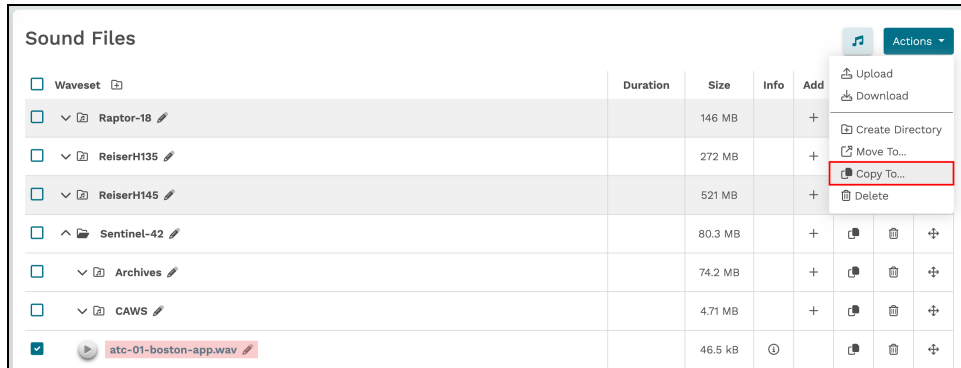 Sound Files
Actions
Upload
Download
Create Directory
Move To...
Copy To...
Delete
Waveset Duration Size Info Add
Raptor-18 146 MB
ReiserH135 272 MB
ReiserH145 521 MB
Sentinel-42 80.3 MB
Archives 74.2 MB
CAWS 4.71 MB
atc-01-boston-app.wav 46.5 kB